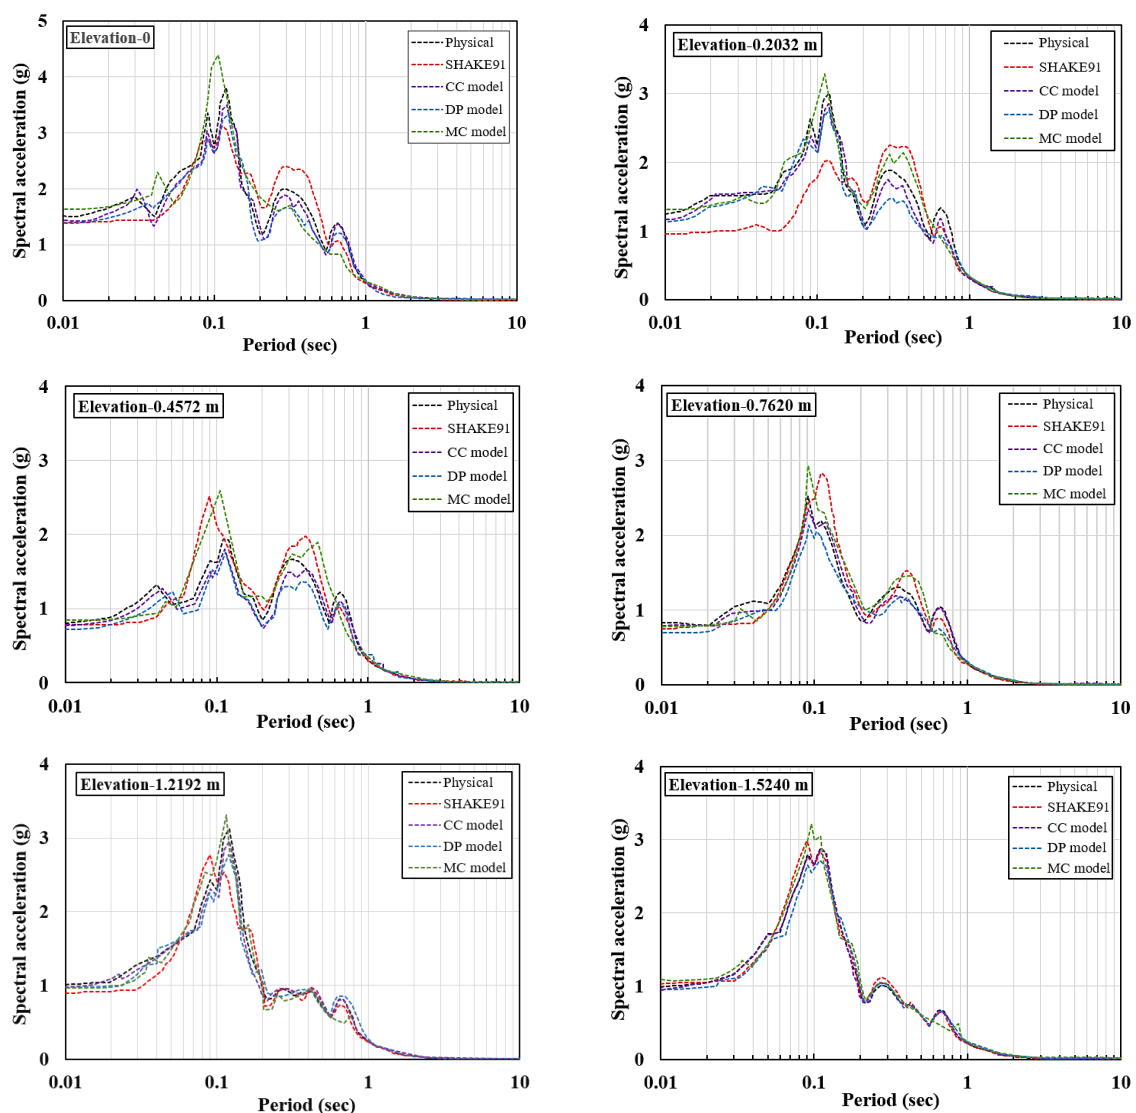 Elevation-0
Physical
SHAKE91
CC model
DP model
MC model
Spectral acceleration (g)
5
4
3
2
1
0
0.01 0.1 1 10
Period (sec)
Elevation-0.2032 m
Physical
SHAKE91
CC model
DP model
MC model
Spectral acceleration (g)
4
3
2
1
0
0.01 0.1 1 10
Period (sec)
Elevation-0.4572 m
Physical
SHAKE91
CC model
DP model
MC model
Spectral acceleration (g)
4
3
2
1
0
0.01 0.1 1 10
Period (sec)
Elevation-0.7620 m
Physical
SHAKE91
CC model
DP model
MC model
Spectral acceleration (g)
4
3
2
1
0
0.01 0.1 1 10
Period (sec)
Elevation-1.2192 m
Physical
SHAKE91
CC model
DP model
MC model
Spectral acceleration (g)
4
3
2
1
0
0.01 0.1 1 10
Period (sec)
Elevation-1.5240 m
Physical
SHAKE91
CC model
DP model
MC model
Spectral acceleration (g)
4
3
2
1
0
0.01 0.1 1 10
Period (sec)